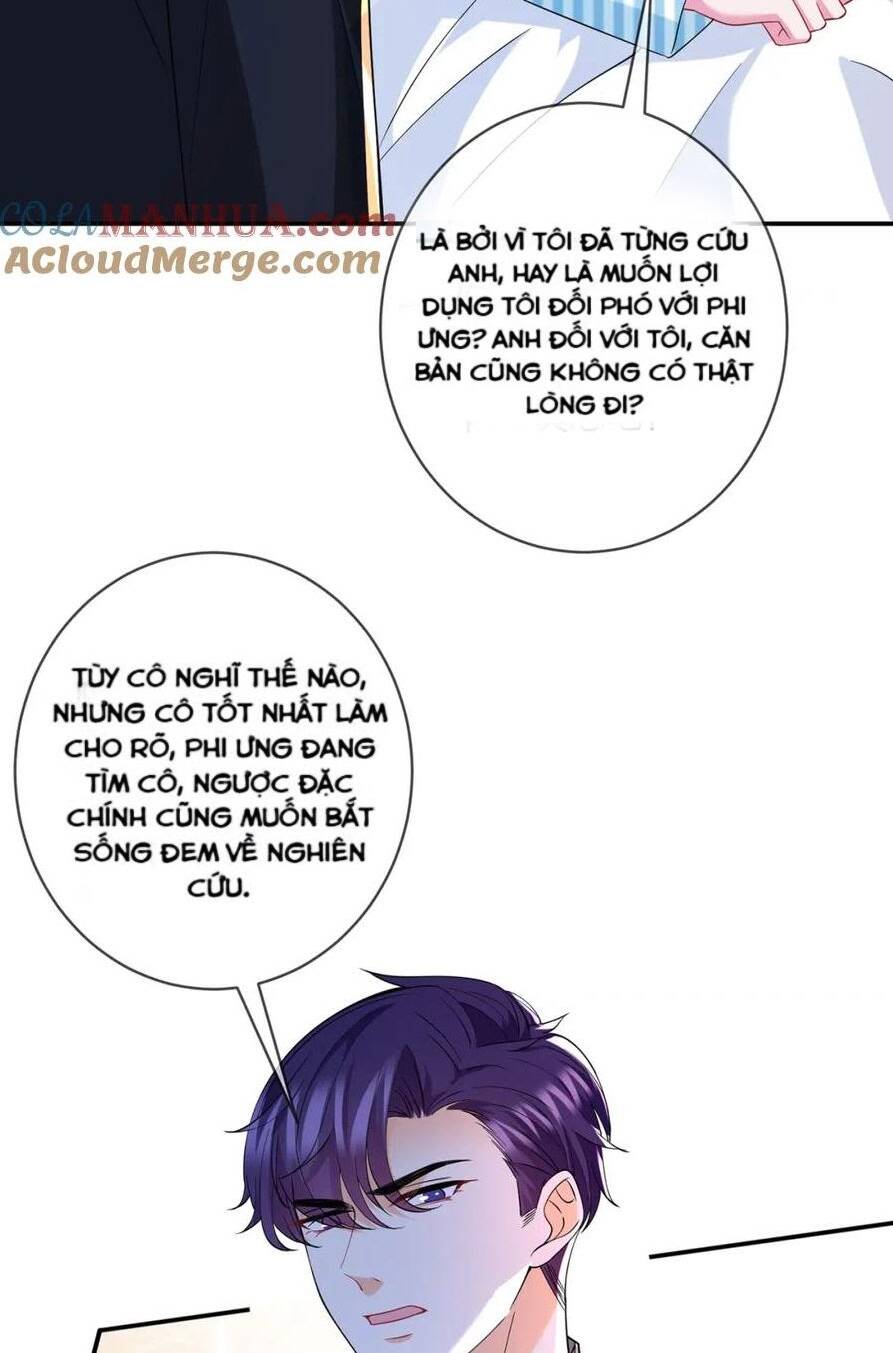 COLAMANHUA.com
ACloudMerge.com
LÀ BỞI VÌ TÔI ĐÃ TỪNG CỨU
ANH, HAY LÀ MUỐN LỢI
DỤNG TÔI ĐỐI PHÓ VỚI PHI
ƯNG? ANH ĐỐI VỚI TÔI, CĂN
BẢN CŨNG KHÔNG CÓ THẬT
LÒNG ĐI?
TÙY CÔ NGHĨ THẾ NÀO,
NHƯNG CÔ TỐT NHẤT LÀM
CHO RÕ, PHI ƯNG ĐANG
TÌM CÔ, NGƯỢC ĐẶC
CHÍNH CŨNG MUỐN BẮT
SỐNG ĐEM VỀ NGHIÊN
CỨU.